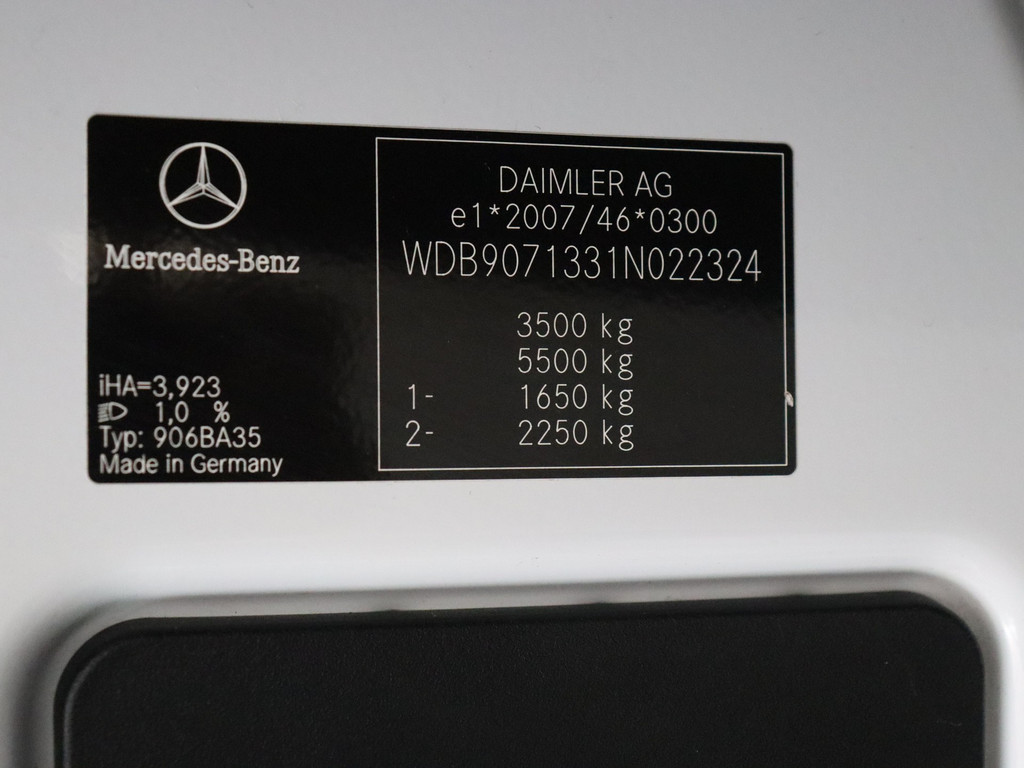 Mercedes-Benz
iHA=3,923
1,0 %
Typ: 906BA35
Made in Germany
DAIMLER AG
e1*2007/46*0300
WDB9071331N022324
3500 kg
5500 kg
1- 1650 kg
2- 2250 kg